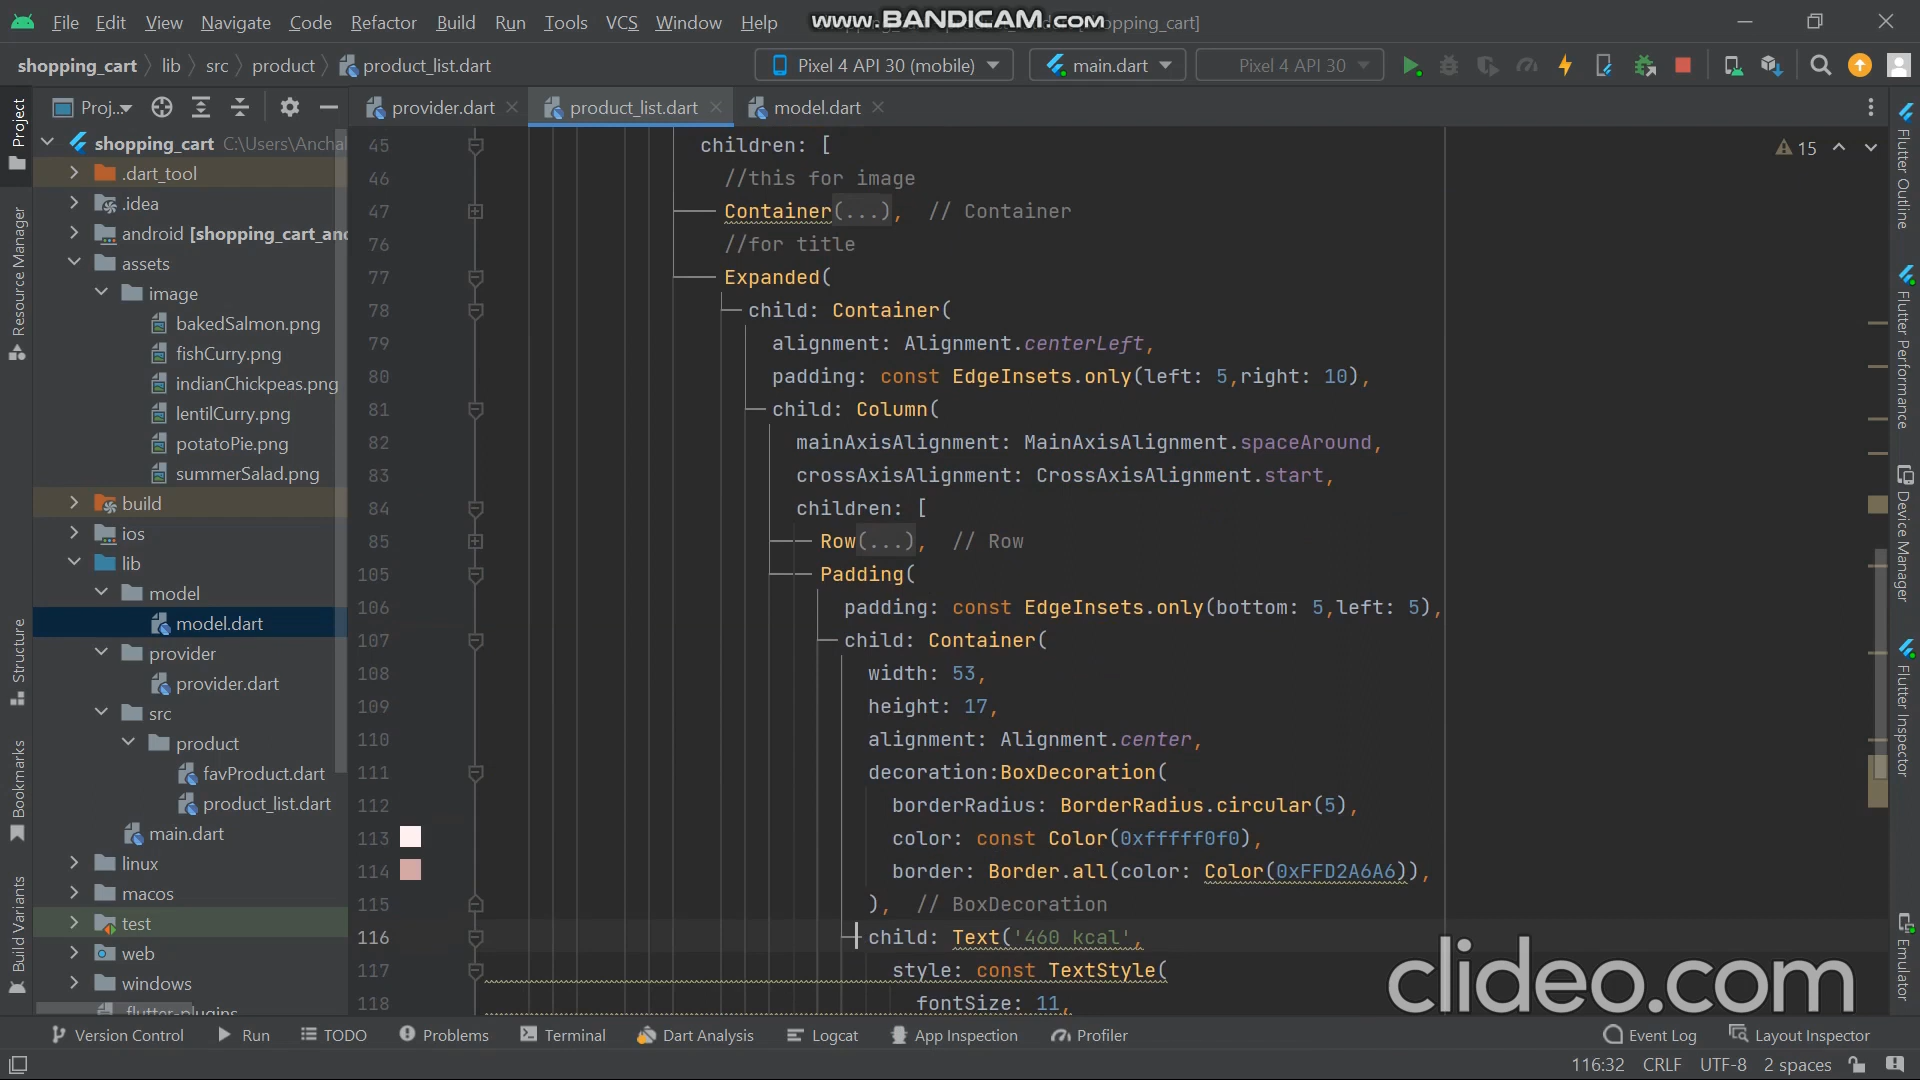 File Edit View Navigate Code Refactor Build Run Tools VCS Window Help
www.BANDICAM.com
[shopping_cart]
shopping_cart lib src product product_list.dart
Pixel 4 API 30 (mobile) main.dart Pixel 4 API 30
Proj... provider.dart product_list.dart model.dart
Project
Resource Manager
Structure
Bookmarks
Build Variants
shopping_cart C:\Users\Anchal
.dart_tool
.idea
android [shopping_cart_and
assets
image
bakedSalmon.png
fishCurry.png
indianChickpeas.png
lentilCurry.png
potatoPie.png
summerSalad.png
build
ios
lib
model
model.dart
provider
provider.dart
src
product
favProduct.dart
product_list.dart
main.dart
linux
macos
test
web
windows
.flutter-plugins
15
45 children: [
46 //this for image
47 Container(...), // Container
76 //for title
77 Expanded(
78 child: Container(
79 alignment: Alignment.centerLeft,
80 padding: const EdgeInsets.only(left: 5,right: 10),
81 child: Column(
82 mainAxisAlignment: MainAxisAlignment.spaceAround,
83 crossAxisAlignment: CrossAxisAlignment.start,
84 children: [
85 Row(...), // Row
105 Padding(
106 padding: const EdgeInsets.only(bottom: 5,left: 5),
107 child: Container(
108 width: 53,
109 height: 17,
110 alignment: Alignment.center,
111 decoration:BoxDecoration(
112 borderRadius: BorderRadius.circular(5),
113 color: const Color(0xfffff0f0),
114 border: Border.all(color: Color(0xFFD2A6A6)),
115 ), // BoxDecoration
116 child: Text('460 kcal',
117 style: const TextStyle(
118 fontSize: 11,
Flutter Outline
Flutter Performance
Device Manager
Flutter Inspector
Emulator
clideo.com
Version Control Run TODO Problems Terminal Dart Analysis Logcat App Inspection Profiler Event Log Layout Inspector
116:32 CRLF UTF-8 2 spaces